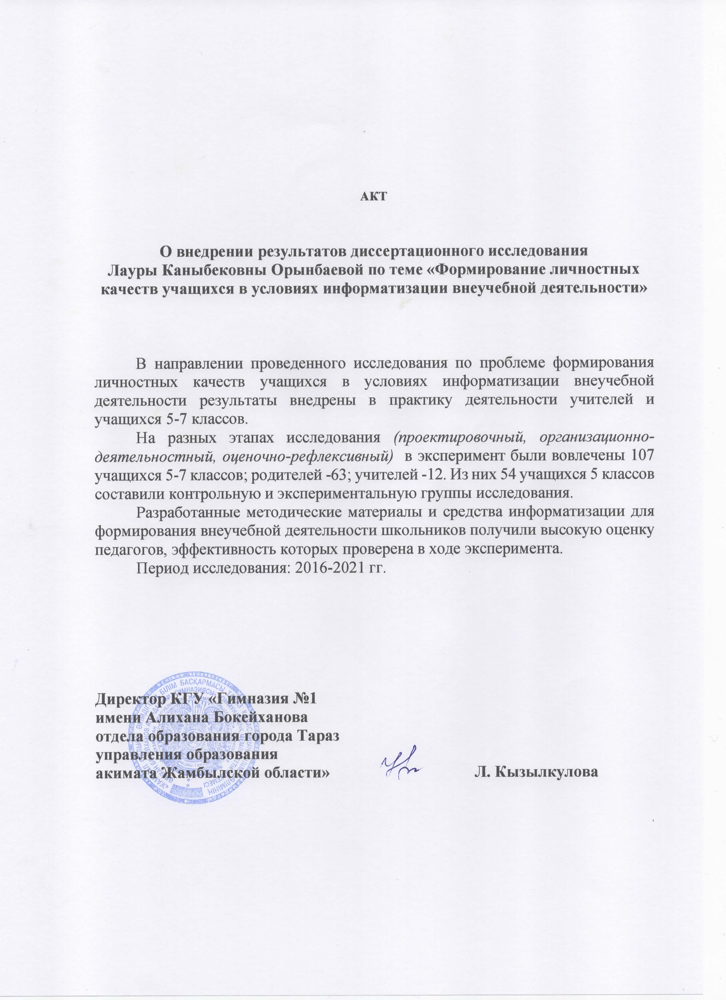 АКТ
О внедрении результатов диссертационного исследования
Лауры Каныбековны Орынбаевой по теме «Формирование личностных
качеств учащихся в условиях информатизации внеучебной деятельности»
В направлении проведенного исследования по проблеме формирования
личностных качеств учащихся в условиях информатизации внеучебной
деятельности результаты внедрены в практику деятельности учителей и
учащихся 5-7 классов.
На разных этапах исследования (проектировочный, организационно-
деятельностный, оценочно-рефлексивный) в эксперимент были вовлечены 107
учащихся 5-7 классов; родителей -63; учителей -12. Из них 54 учащихся 5 классов
составили контрольную и экспериментальную группы исследования.
Разработанные методические материалы и средства информатизации для
формирования внеучебной деятельности школьников получили высокую оценку
педагогов, эффективность которых проверена в ходе эксперимента.
Период исследования: 2016-2021 гг.
Директор КГУ «Гимназия №1
имени Алихана Бокейханова
отдела образования города Тараз
управления образования
акимата Жамбылской области»
Л. Кызылкулова
БІЛІМ БАСҚАРМАСЫ ТАРАЗ